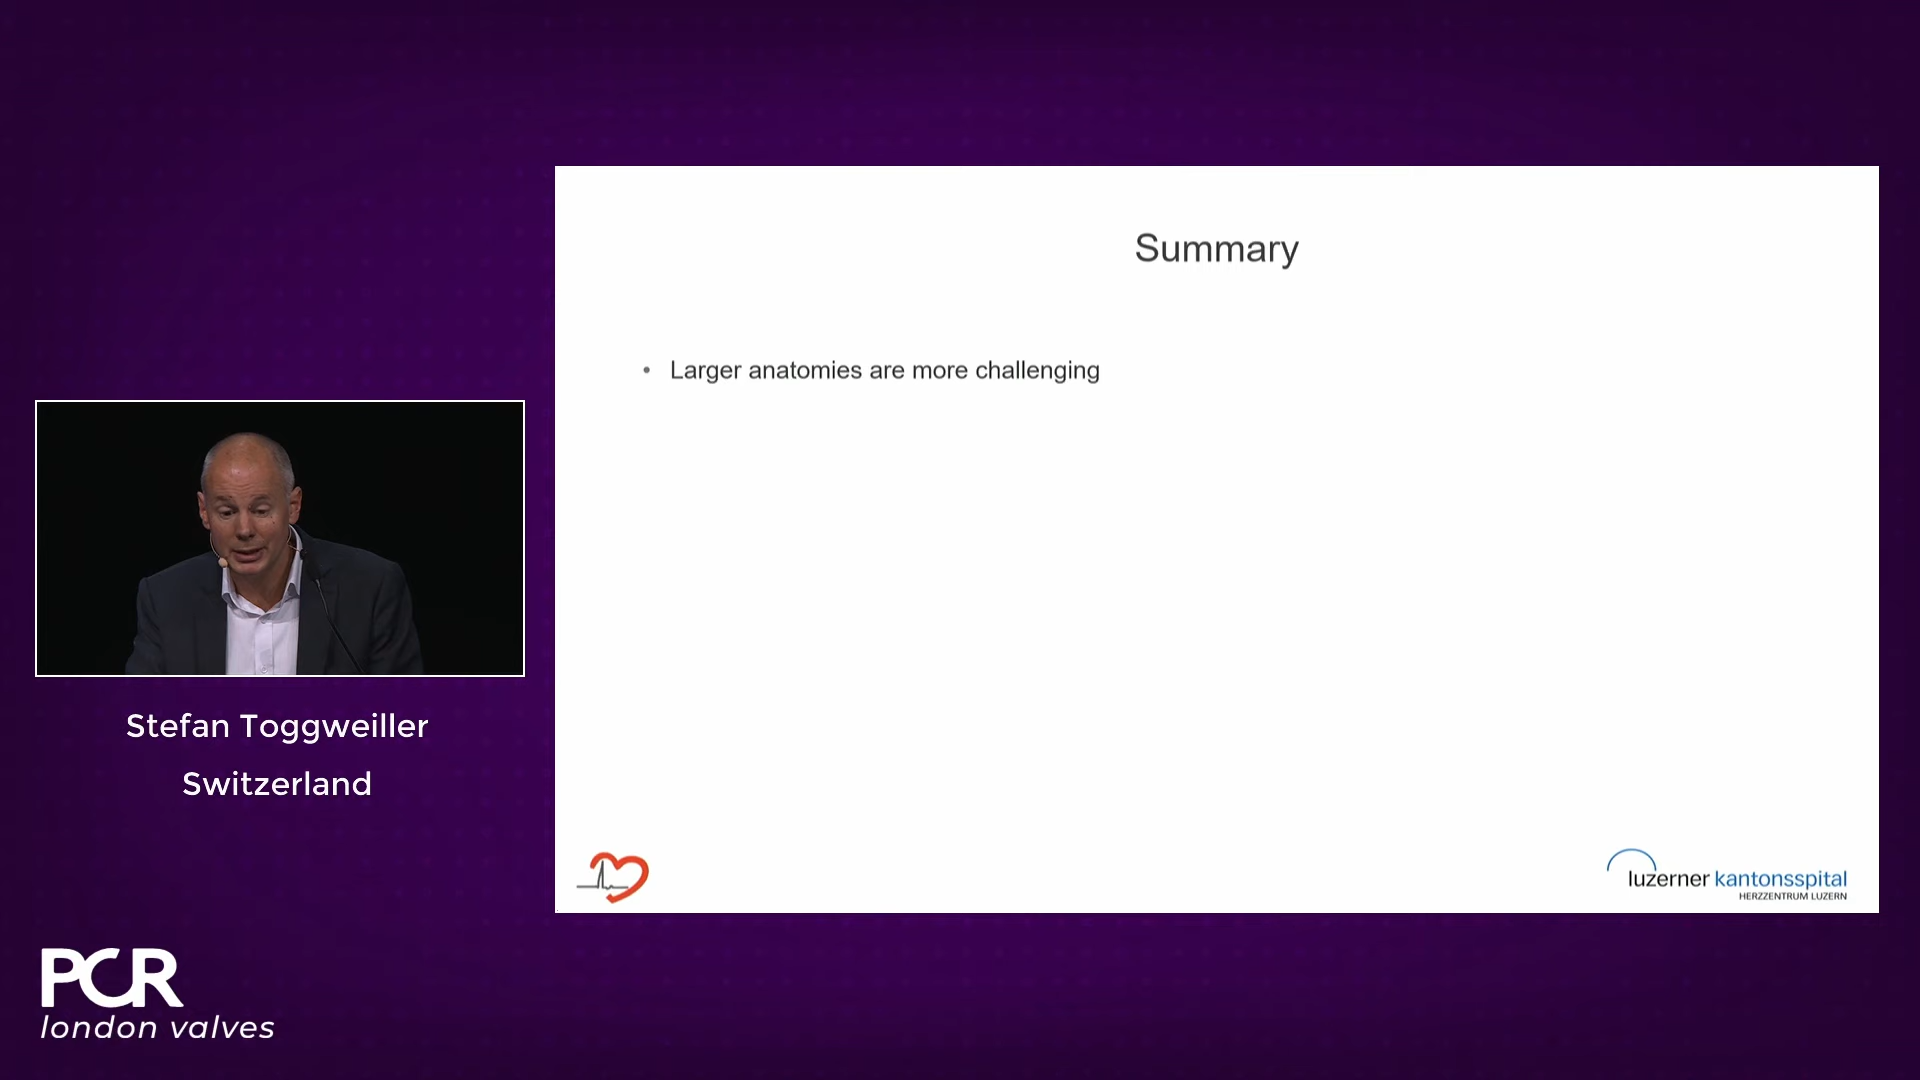 Summary
• Larger anatomies are more challenging
Stefan Toggweiller
Switzerland
luzerner kantonsspital
HERZZENTRUM LUZERN
PCR
london valves